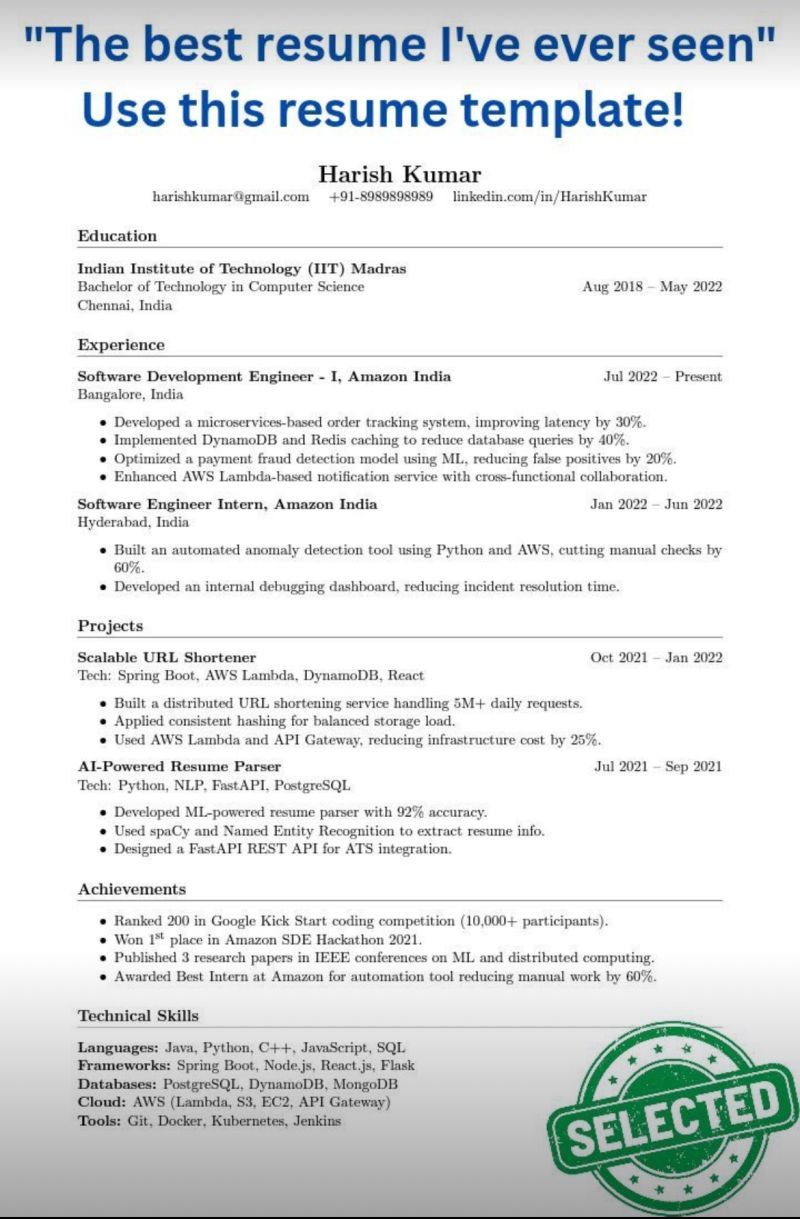 "The best resume I've ever seen"
Use this resume template!
Harish Kumar
harishkumar@gmail.com +91-8989898989 linkedin.com/in/HarishKumar
Education
Indian Institute of Technology (IIT) Madras
Bachelor of Technology in Computer Science Aug 2018 – May 2022
Chennai, India
Experience
Software Development Engineer - I, Amazon India Jul 2022 – Present
Bangalore, India
• Developed a microservices-based order tracking system, improving latency by 30%.
• Implemented DynamoDB and Redis caching to reduce database queries by 40%.
• Optimized a payment fraud detection model using ML, reducing false positives by 20%.
• Enhanced AWS Lambda-based notification service with cross-functional collaboration.
Software Engineer Intern, Amazon India Jan 2022 – Jun 2022
Hyderabad, India
• Built an automated anomaly detection tool using Python and AWS, cutting manual checks by
60%.
• Developed an internal debugging dashboard, reducing incident resolution time.
Projects
Scalable URL Shortener Oct 2021 – Jan 2022
Tech: Spring Boot, AWS Lambda, DynamoDB, React
• Built a distributed URL shortening service handling 5M+ daily requests.
• Applied consistent hashing for balanced storage load.
• Used AWS Lambda and API Gateway, reducing infrastructure cost by 25%.
AI-Powered Resume Parser Jul 2021 – Sep 2021
Tech: Python, NLP, FastAPI, PostgreSQL
• Developed ML-powered resume parser with 92% accuracy.
• Used spaCy and Named Entity Recognition to extract resume info.
• Designed a FastAPI REST API for ATS integration.
Achievements
• Ranked 200 in Google Kick Start coding competition (10,000+ participants).
• Won 1st place in Amazon SDE Hackathon 2021.
• Published 3 research papers in IEEE conferences on ML and distributed computing.
• Awarded Best Intern at Amazon for automation tool reducing manual work by 60%.
Technical Skills
Languages: Java, Python, C++, JavaScript, SQL
Frameworks: Spring Boot, Node.js, React.js, Flask
Databases: PostgreSQL, DynamoDB, MongoDB
Cloud: AWS (Lambda, S3, EC2, API Gateway)
Tools: Git, Docker, Kubernetes, Jenkins
SELECTED